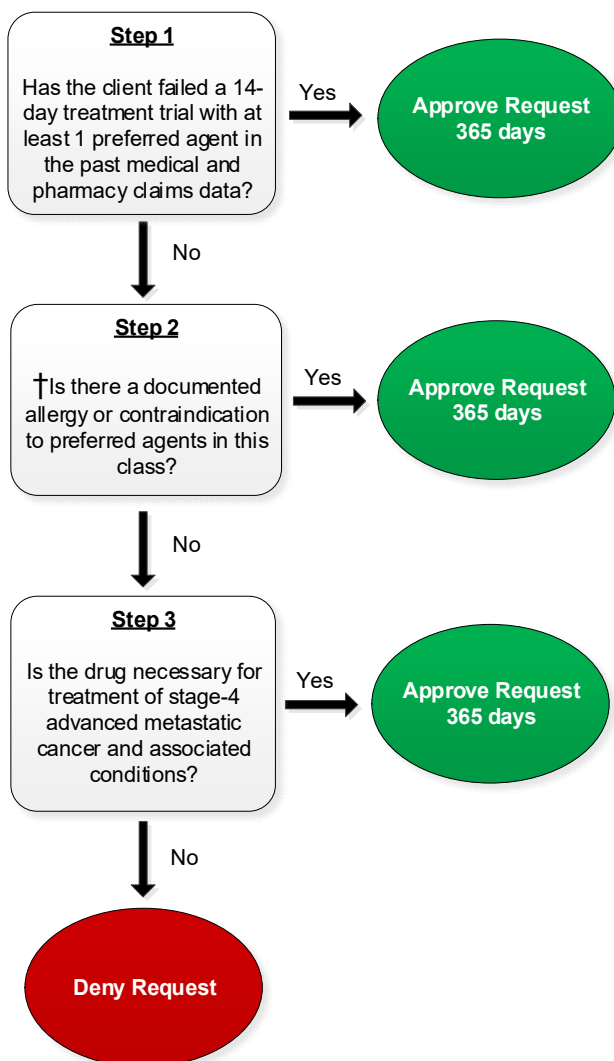 Step 1
Has the client failed a 14-
day treatment trial with at
least 1 preferred agent in
the past medical and
pharmacy claims data?
Yes
Approve Request
365 days
No
Step 2
†Is there a documented
allergy or contraindication
to preferred agents in this
class?
Yes
Approve Request
365 days
No
Step 3
Is the drug necessary for
treatment of stage-4
advanced metastatic
cancer and associated
conditions?
Yes
Approve Request
365 days
No
Deny Request